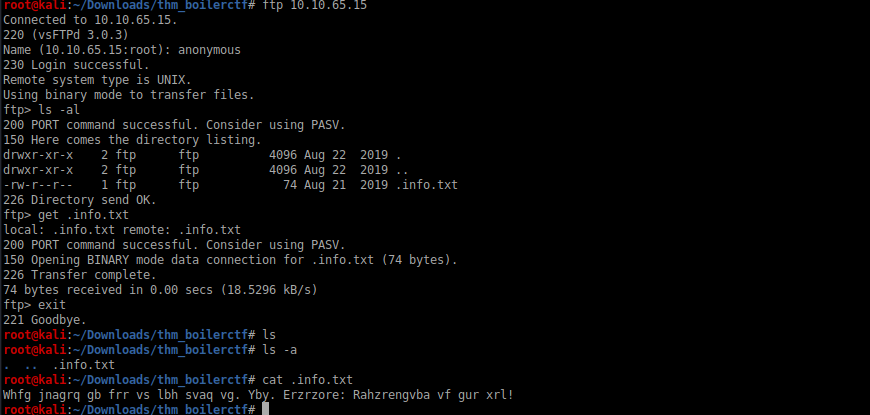 root@kali:~/Downloads/thm_boilerctf# ftp 10.10.65.15
Connected to 10.10.65.15.
220 (vsFTPd 3.0.3)
Name (10.10.65.15:root): anonymous
230 Login successful.
Remote system type is UNIX.
Using binary mode to transfer files.
ftp> ls -al
200 PORT command successful. Consider using PASV.
150 Here comes the directory listing.
drwxr-xr-x    2 ftp      ftp          4096 Aug 22  2019 .
drwxr-xr-x    2 ftp      ftp          4096 Aug 22  2019 ..
-rw-r--r--    1 ftp      ftp            74 Aug 21  2019 .info.txt
226 Directory send OK.
ftp> get .info.txt
local: .info.txt remote: .info.txt
200 PORT command successful. Consider using PASV.
150 Opening BINARY mode data connection for .info.txt (74 bytes).
226 Transfer complete.
74 bytes received in 0.00 secs (18.5296 kB/s)
ftp> exit
221 Goodbye.
root@kali:~/Downloads/thm_boilerctf# ls
root@kali:~/Downloads/thm_boilerctf# ls -a
.  ..  .info.txt
root@kali:~/Downloads/thm_boilerctf# cat .info.txt
Whfg jnagrq gb frr vs lbh svaq vg. Yby. Erzrzore: Rahzrengvba vf gur xrl!
root@kali:~/Downloads/thm_boilerctf#